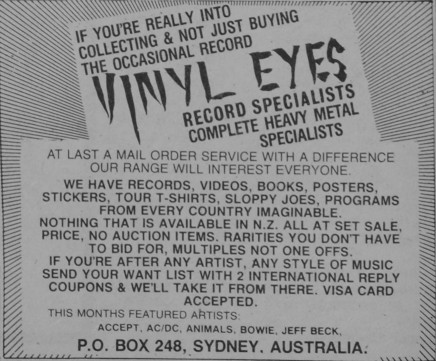 IF YOU'RE REALLY INTO
COLLECTING & NOT JUST BUYING
THE OCCASIONAL RECORD
VINYL EYES
RECORD SPECIALISTS
COMPLETE HEAVY METAL
SPECIALISTS
AT LAST A MAIL ORDER SERVICE WITH A DIFFERENCE
OUR RANGE WILL INTEREST EVERYONE.
WE HAVE RECORDS, VIDEOS, BOOKS, POSTERS,
STICKERS, TOUR T-SHIRTS, SLOPPY JOES, PROGRAMS
FROM EVERY COUNTRY IMAGINABLE.
NOTHING THAT IS AVAILABLE IN N.Z. ALL AT SET SALE,
PRICE, NO AUCTION ITEMS. RARITIES YOU DON'T HAVE
TO BID FOR, MULTIPLES NOT ONE OFFS.
IF YOU'RE AFTER ANY ARTIST, ANY STYLE OF MUSIC
SEND YOUR WANT LIST WITH 2 INTERNATIONAL REPLY
COUPONS & WE'LL TAKE IT FROM THERE. VISA CARD
ACCEPTED.
THIS MONTHS FEATURED ARTISTS:
ACCEPT, AC/DC, ANIMALS, BOWIE, JEFF BECK,
P.O. BOX 248, SYDNEY. AUSTRALIA.